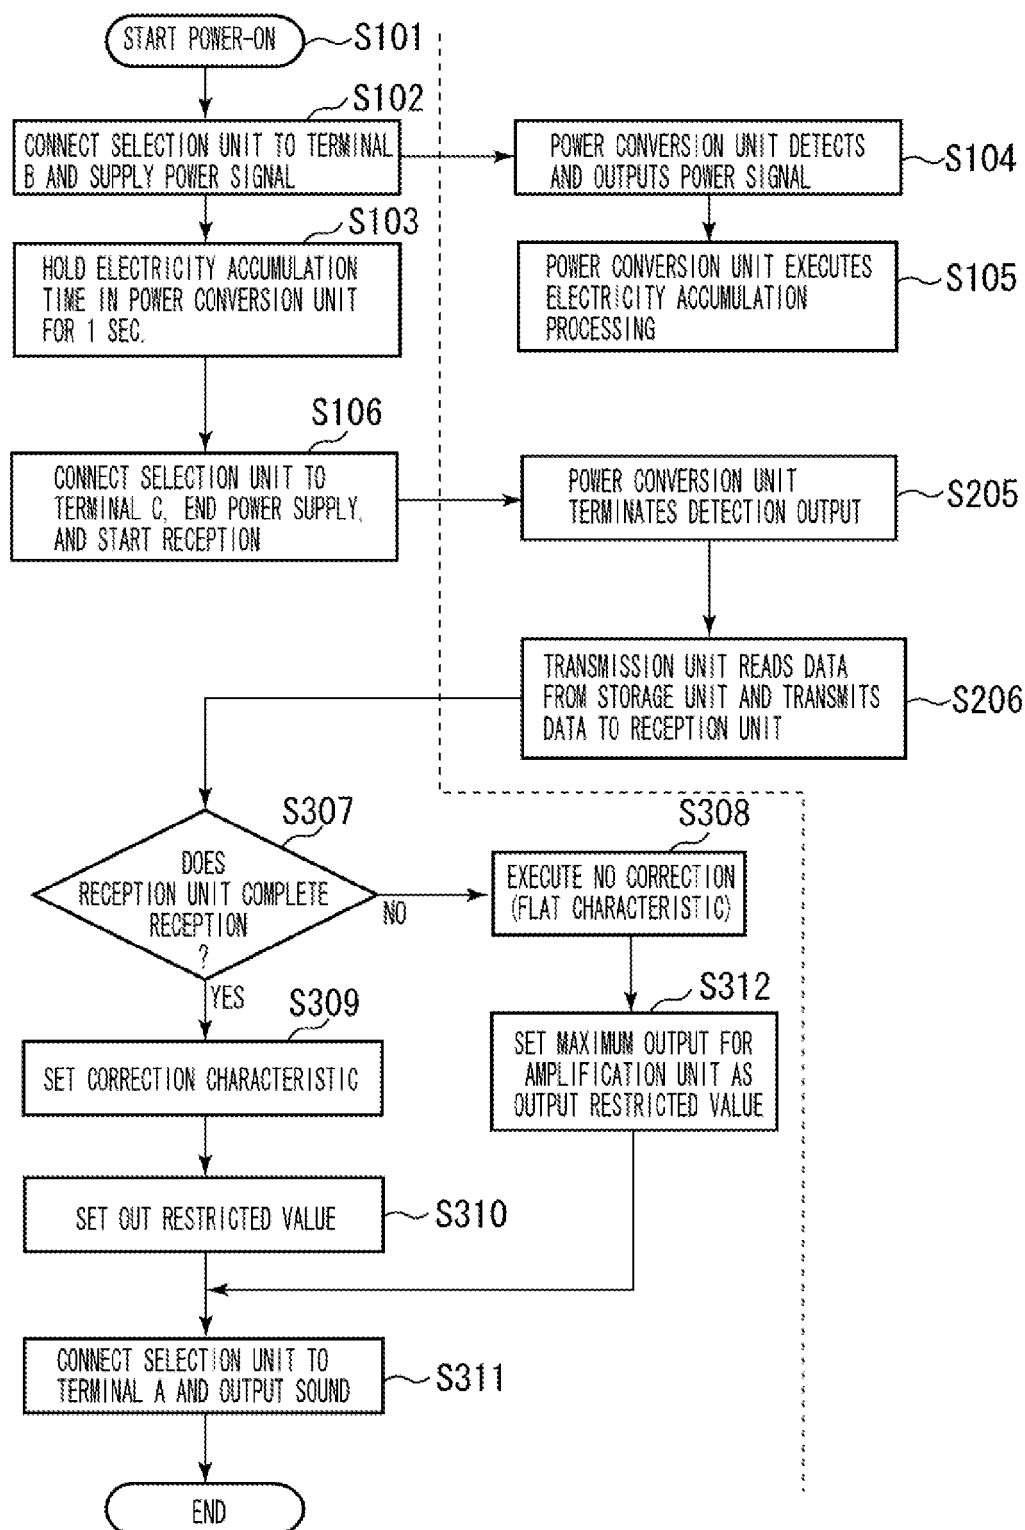 START POWER-ON
S101
S102
CONNECT SELECTION UNIT TO TERMINAL
B AND SUPPLY POWER SIGNAL
POWER CONVERSION UNIT DETECTS
AND OUTPUTS POWER SIGNAL
S104
S103
HOLD ELECTRICITY ACCUMULATION
TIME IN POWER CONVERSION UNIT
FOR 1 SEC.
POWER CONVERSION UNIT EXECUTES
ELECTRICITY ACCUMULATION
PROCESSING
S105
S106
CONNECT SELECTION UNIT TO
TERMINAL C, END POWER SUPPLY,
AND START RECEPTION
POWER CONVERSION UNIT
TERMINATES DETECTION OUTPUT
S205
TRANSMISSION UNIT READS DATA
FROM STORAGE UNIT AND TRANSMITS
DATA TO RECEPTION UNIT
S206
S307
DOES
RECEPTION UNIT COMPLETE
RECEPTION
?
NO
YES
S308
EXECUTE NO CORRECTION
(FLAT CHARACTERISTIC)
S309
SET CORRECTION CHARACTERISTIC
S312
SET MAXIMUM OUTPUT FOR
AMPLIFICATION UNIT AS
OUTPUT RESTRICTED VALUE
SET OUT RESTRICTED VALUE
S310
CONNECT SELECTION UNIT TO
TERMINAL A AND OUTPUT SOUND
S311
END